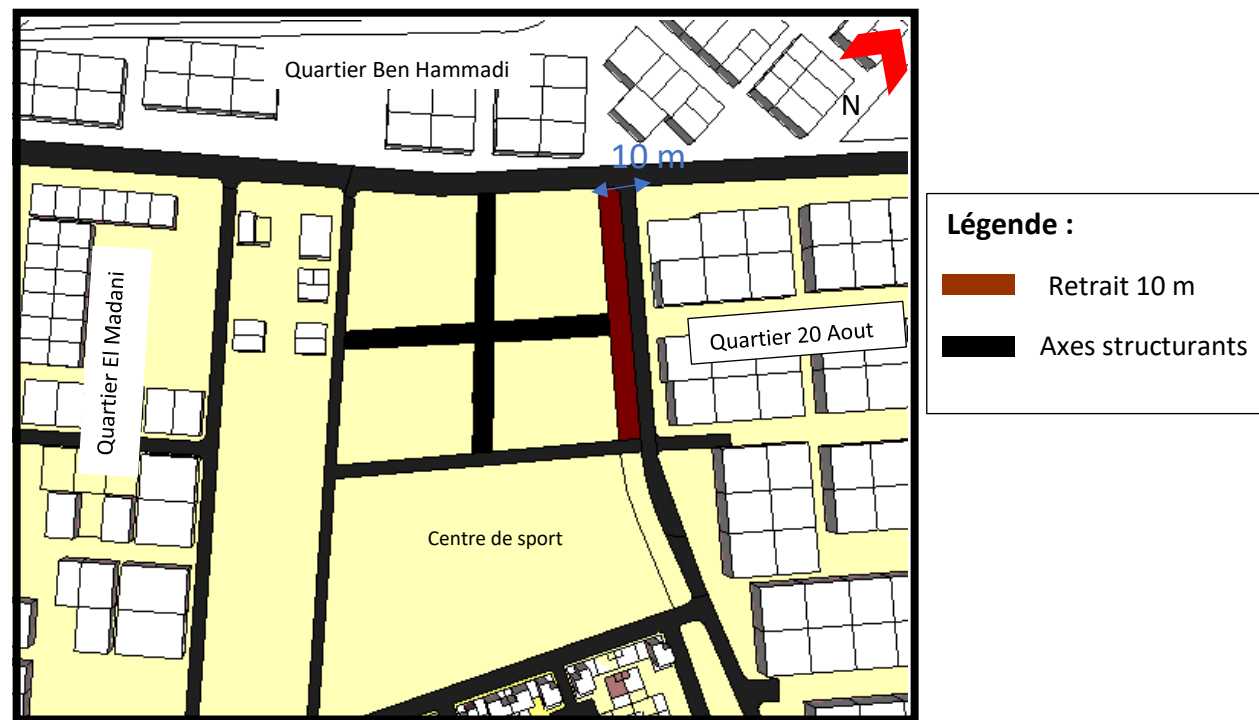 Quartier Ben Hammadi
N
10 m
Quartier El Madani
Quartier 20 Aout
Centre de sport
Légende :
Retrait 10 m
Axes structurants